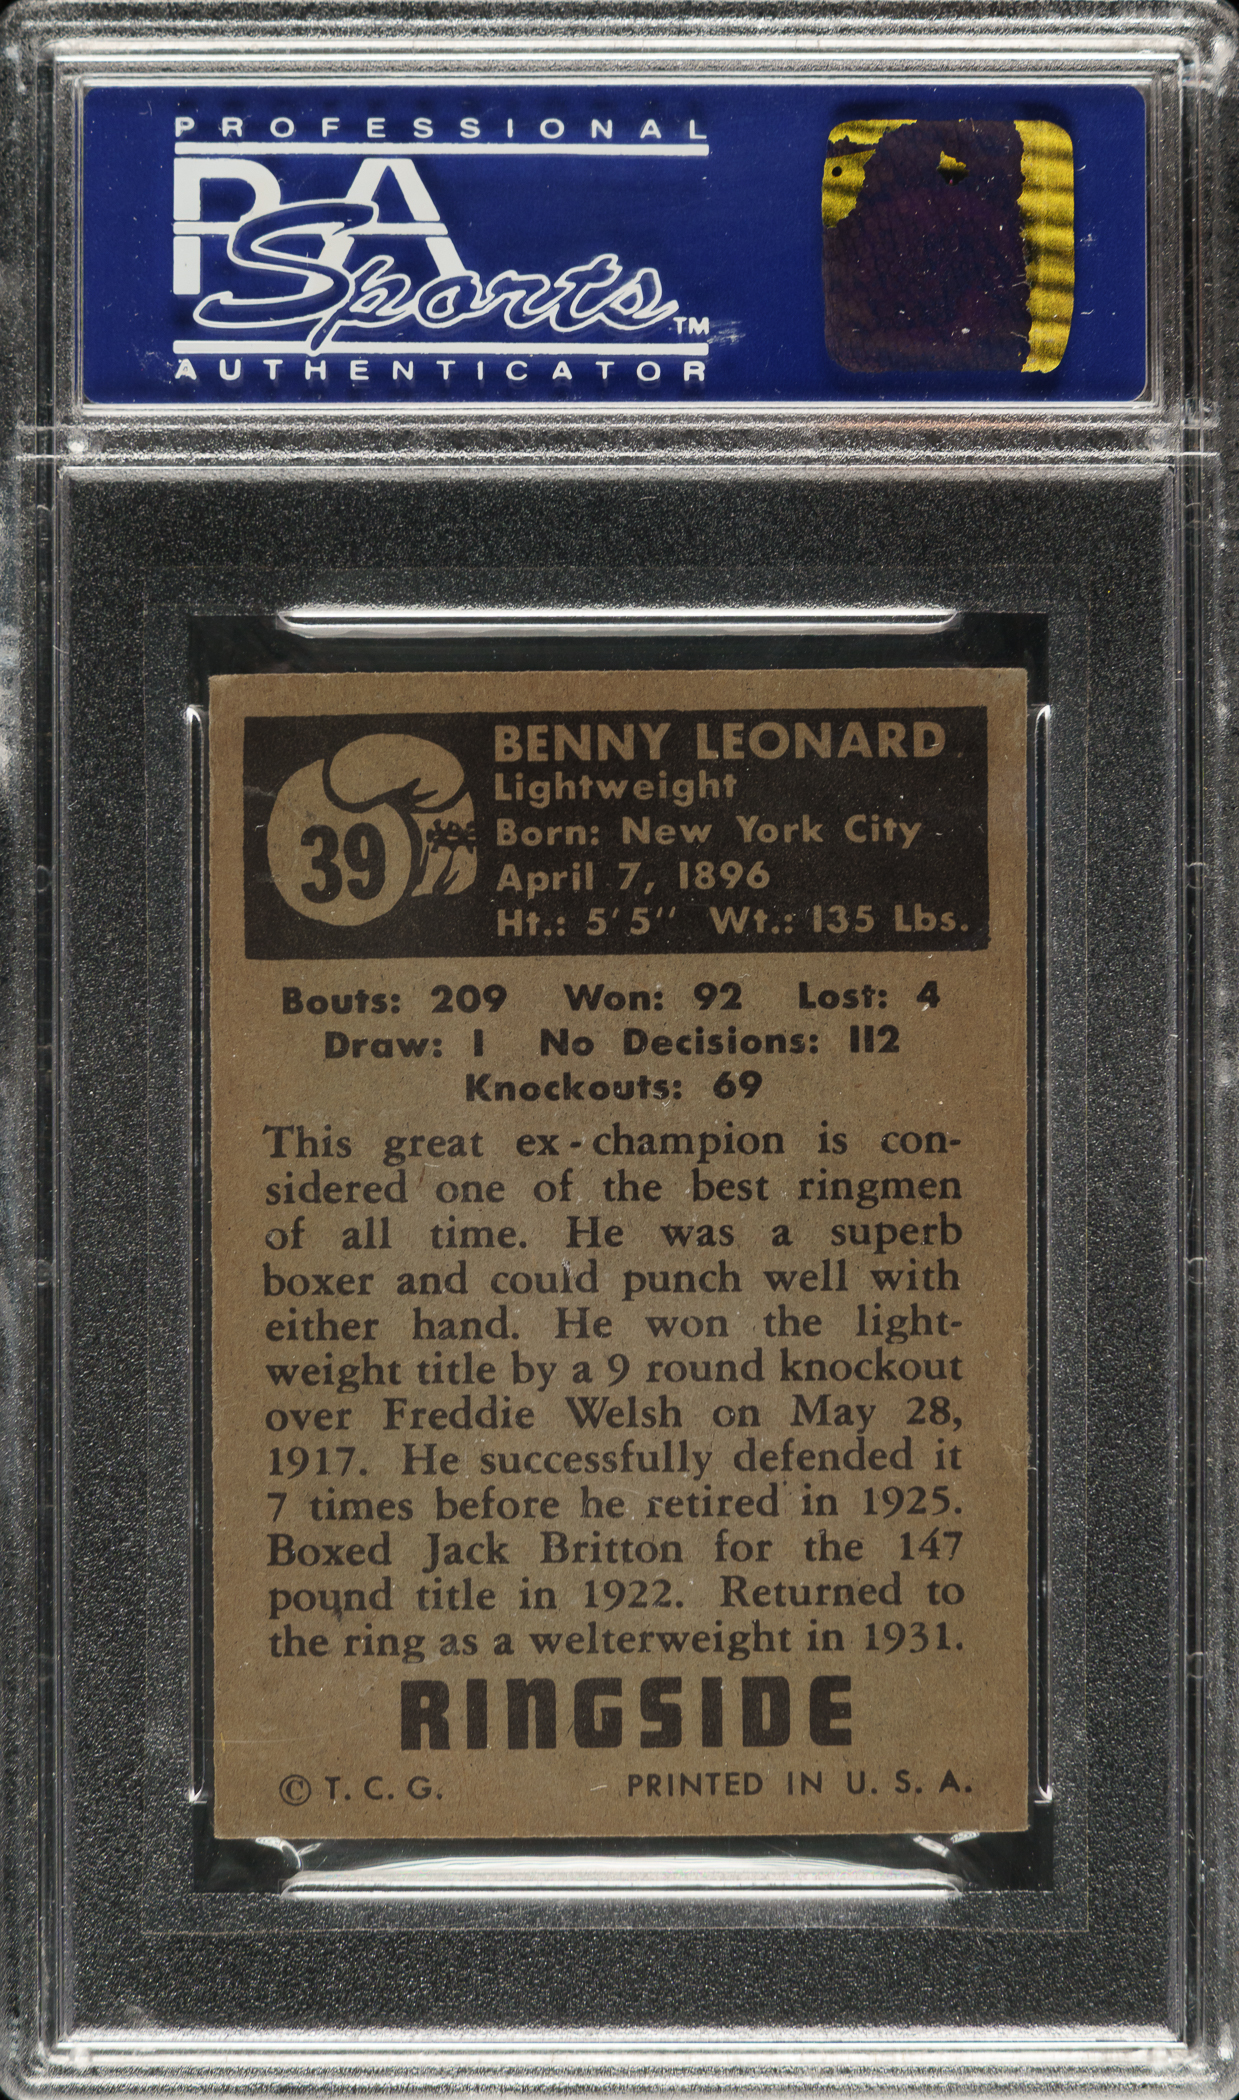 PROFESSIONAL
PSA
Sports™
AUTHENTICATOR
39
BENNY LEONARD
Lightweight
Born: New York City
April 7, 1896
Ht.: 5'5" Wt.: 135 Lbs.
Bouts: 209 Won: 92 Lost: 4
Draw: 1 No Decisions: 112
Knockouts: 69
This great ex-champion is con-
sidered one of the best ringmen
of all time. He was a superb
boxer and could punch well with
either hand. He won the light-
weight title by a 9 round knockout
over Freddie Welsh on May 28,
1917. He successfully defended it
7 times before he retired in 1925.
Boxed Jack Britton for the 147
pound title in 1922. Returned to
the ring as a welterweight in 1931.
RINGSIDE
© T. C. G. PRINTED IN U. S. A.